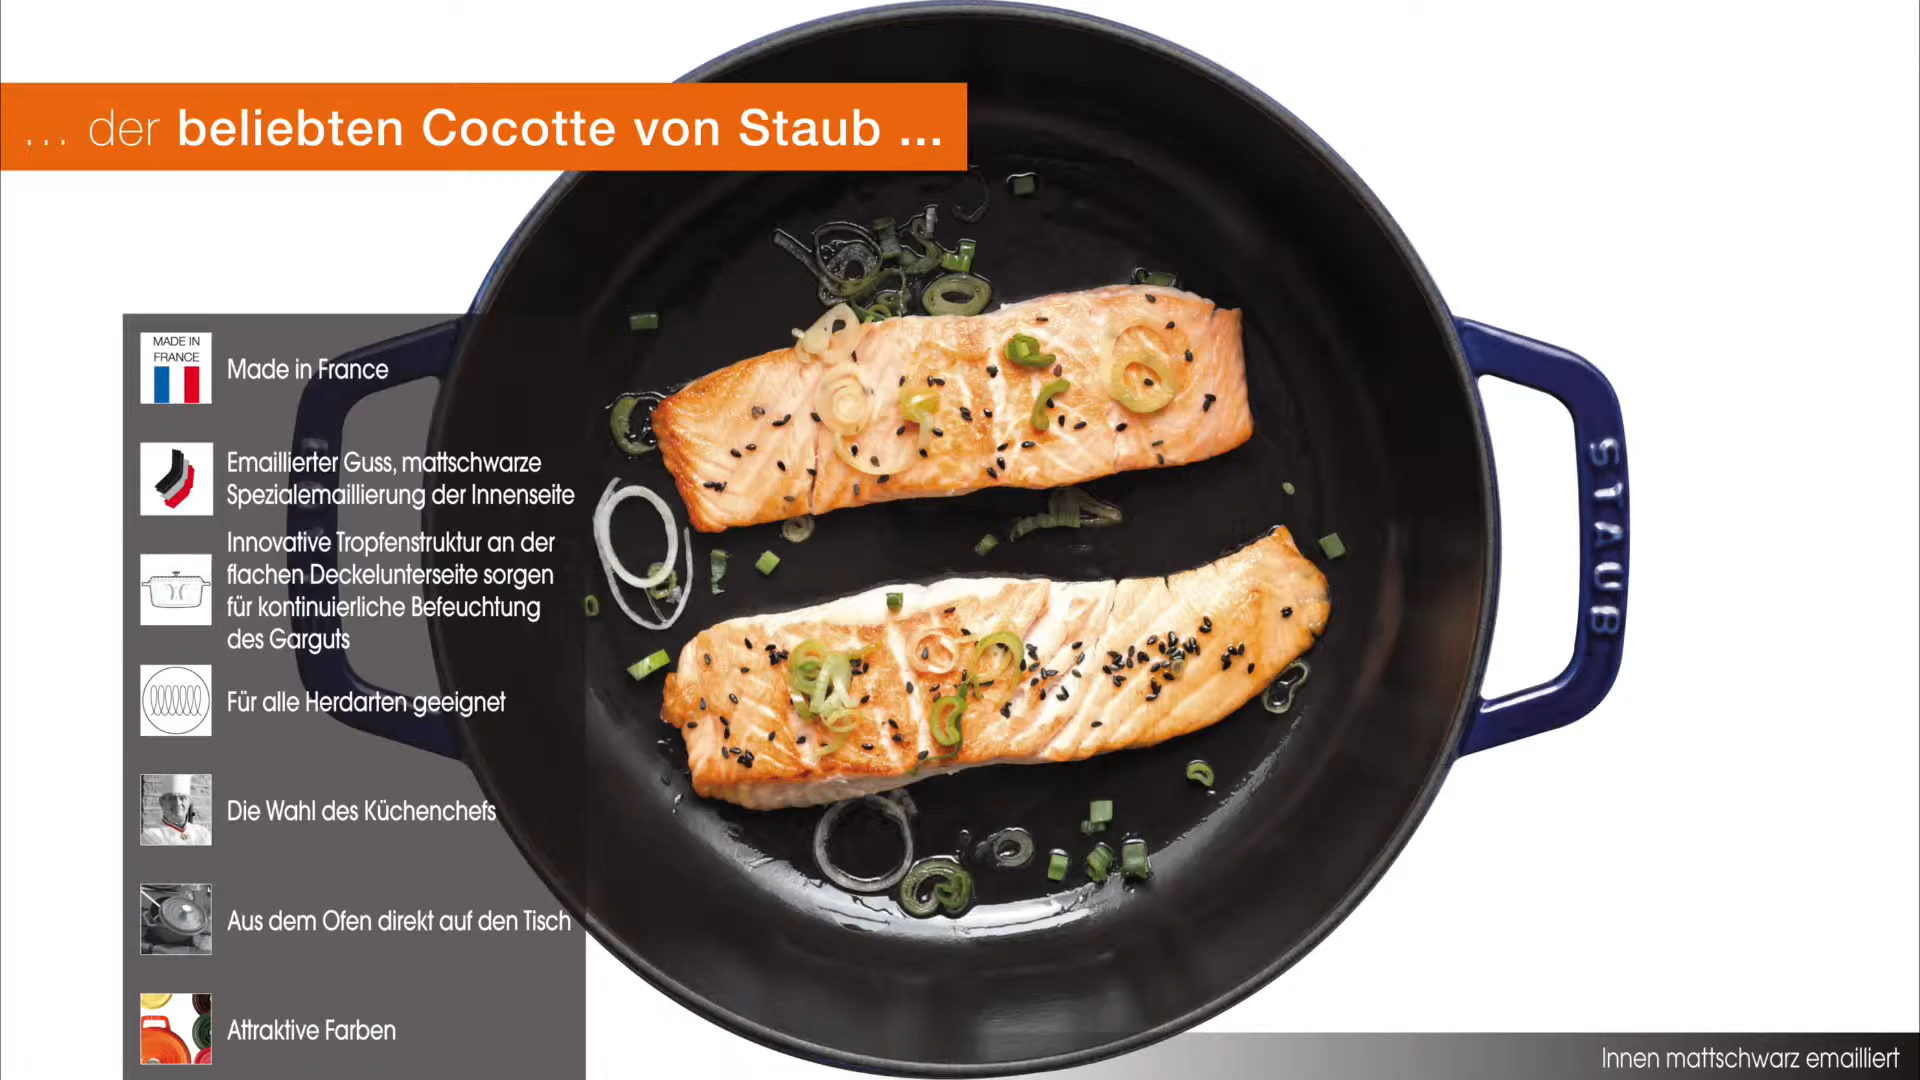 ... der beliebten Cocotte von Staub ...
MADE IN
FRANCE
Made in France
Emaillierter Guss, mattschwarze
Spezialemaillierung der Innenseite
Innovative Tropfenstruktur an der
flachen Deckelunterseite sorgen
für kontinuierliche Befeuchtung
des Garguts
Für alle Herdarten geeignet
Die Wahl des Küchenchefs
Aus dem Ofen direkt auf den Tisch
Attraktive Farben
STAUB
Innen mattschwarz emailliert